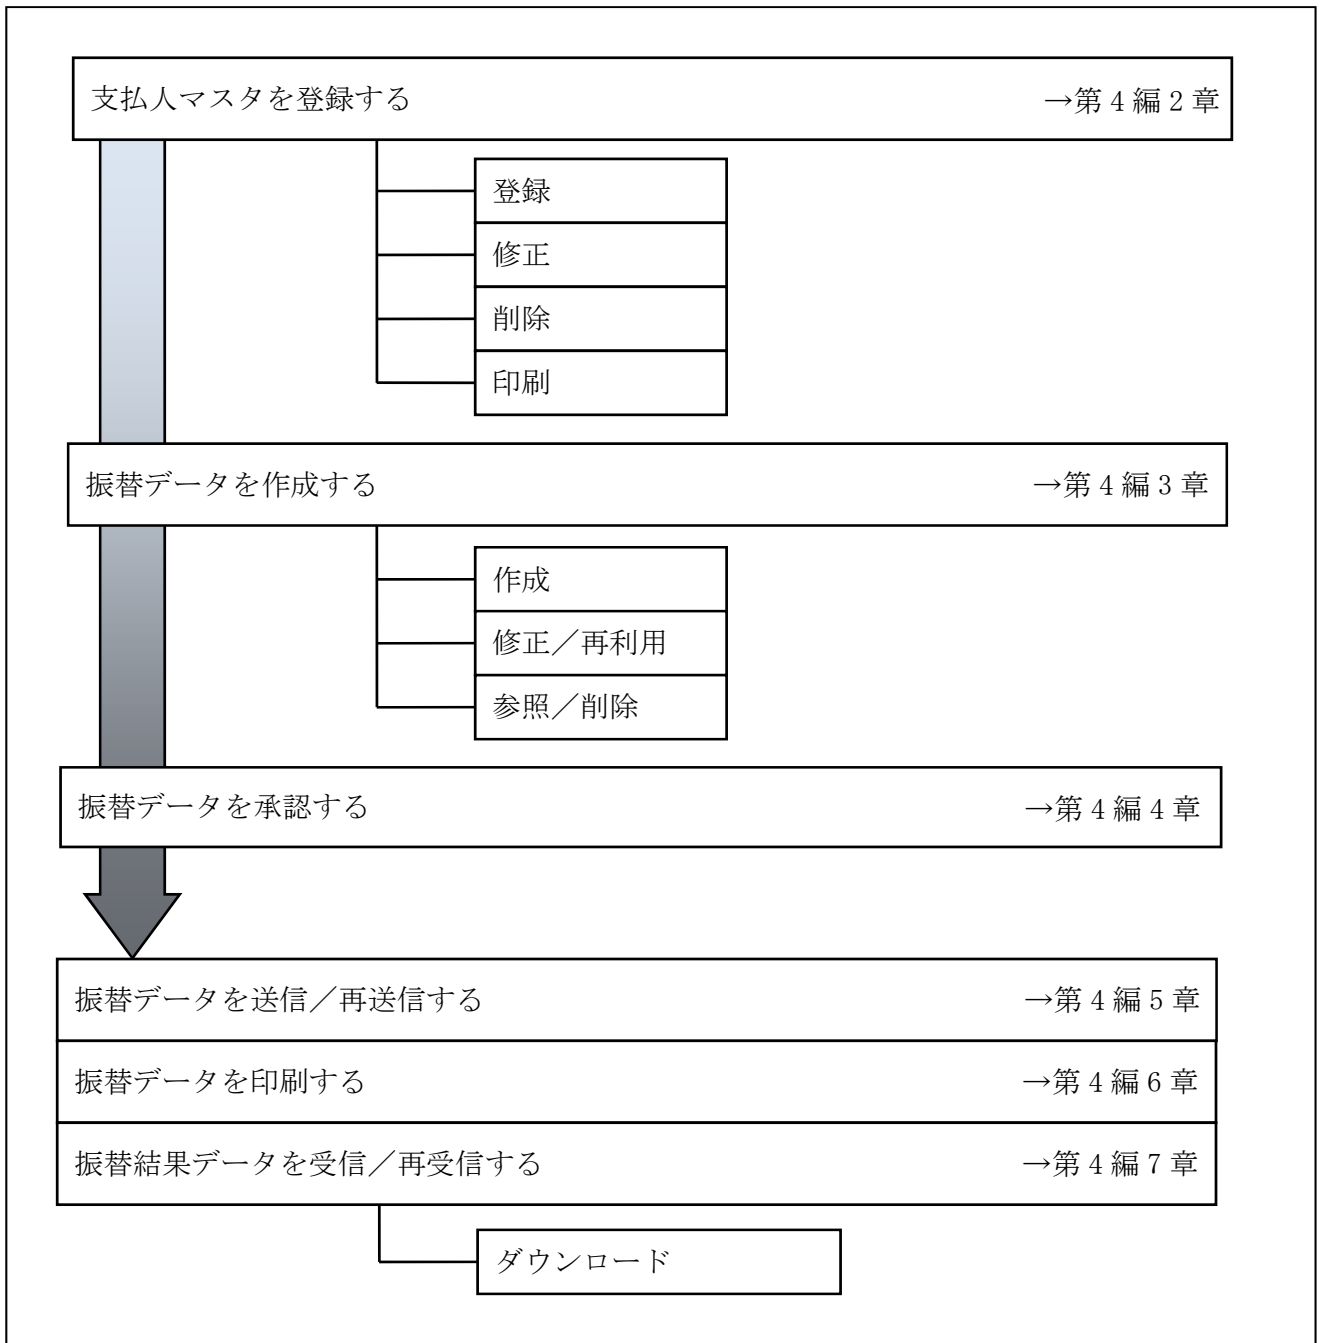 支払人マスタを登録する →第4編2章
登録
修正
削除
印刷
振替データを作成する →第4編3章
作成
修正／再利用
参照／削除
振替データを承認する →第4編4章
振替データを送信／再送信する →第4編5章
振替データを印刷する →第4編6章
振替結果データを受信／再受信する →第4編7章
ダウンロード